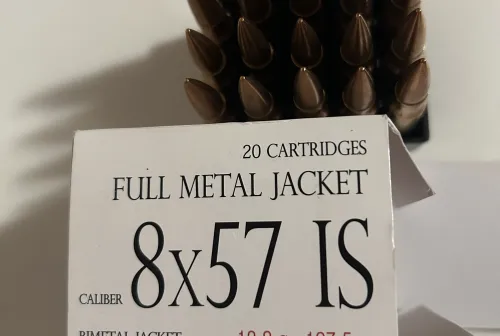 20 CARTRIDGES
FULL METAL JACKET
CALIBER 8x57 IS
BIMETAL JACKET